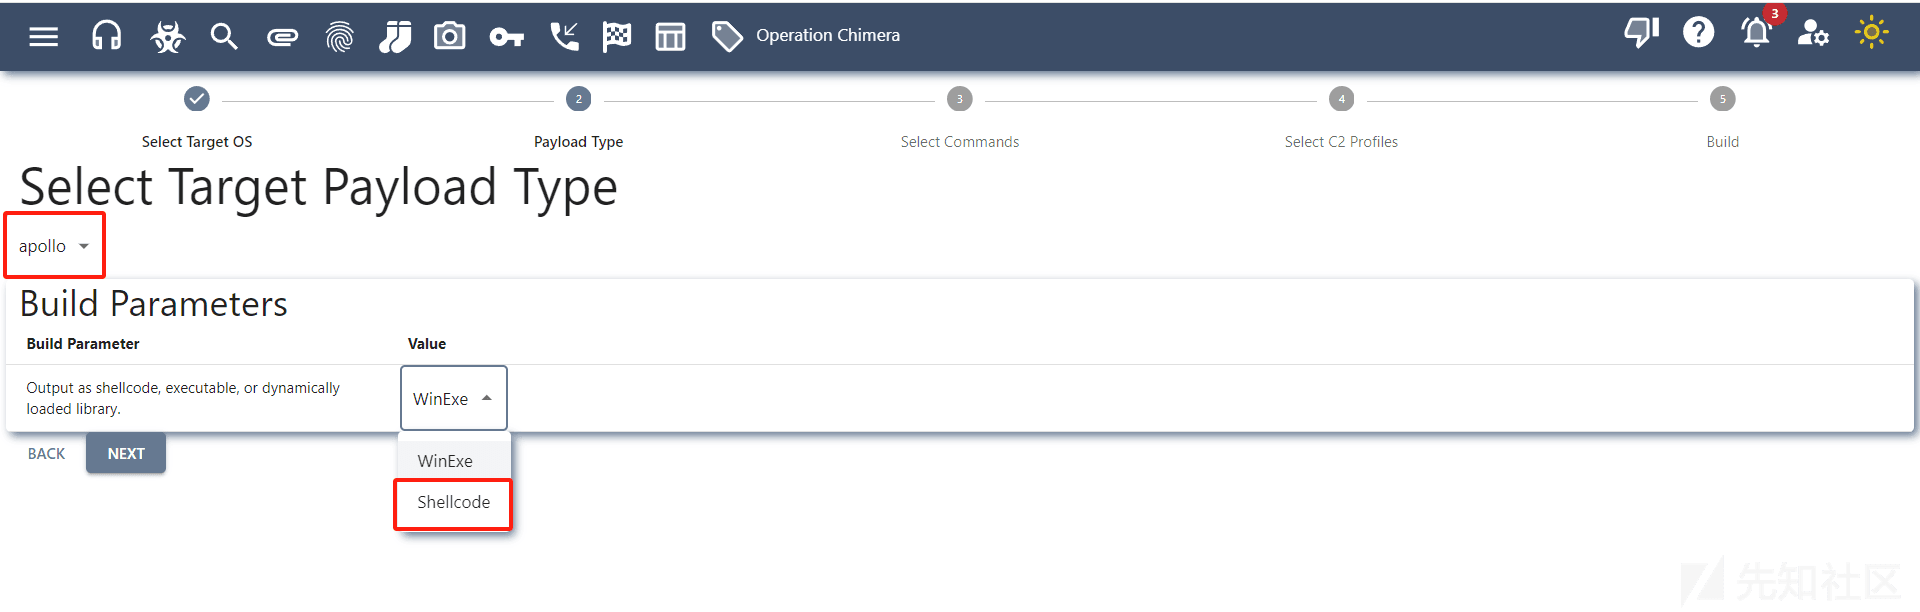 Operation Chimera
3
2
3
4
5
Select Target OS
Payload Type
Select Commands
Select C2 Profiles
Build
Select Target Payload Type
apollo
Build Parameters
Build Parameter
Value
Output as shellcode, executable, or dynamically
loaded library.
WinExe
BACK
NEXT
WinExe
Shellcode
先知社区